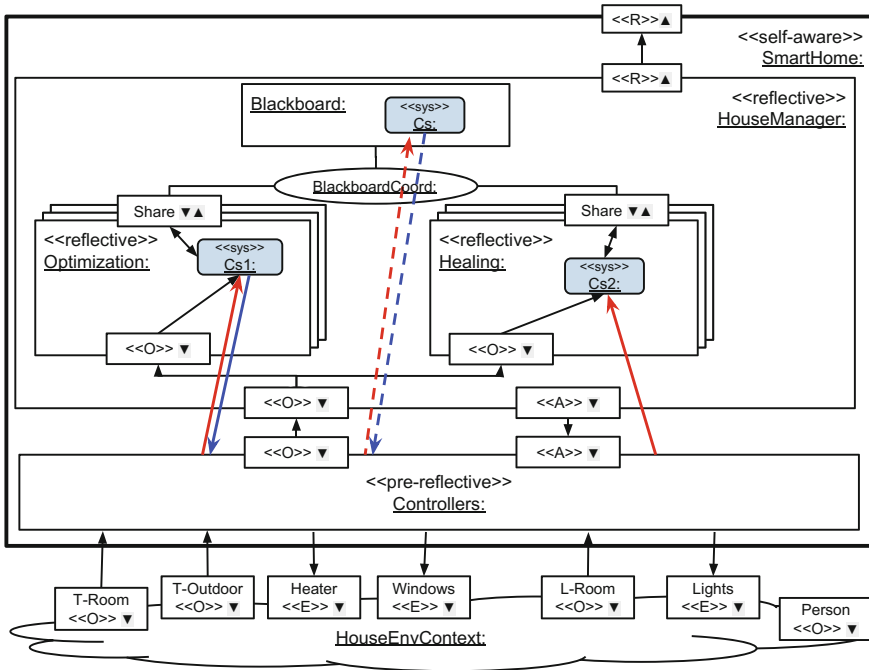 <<R>>▲
<<self-aware>>
SmartHome:
<<R>>▲
<<reflective>>
HouseManager:
Blackboard:
<<sys>>
Cs:
BlackboardCoord:
Share ▼▲
<<reflective>>
Optimization:
<<sys>>
Cs1:
<<O>> ▼
Share ▼▲
<<reflective>>
Healing:
<<sys>>
Cs2:
<<O>> ▼
<<O>> ▼
<<A>> ▼
<<O>> ▼
<<A>> ▼
<<pre-reflective>>
Controllers:
T-Room
<<O>> ▼
T-Outdoor
<<O>> ▼
Heater
<<E>> ▼
Windows
<<E>> ▼
L-Room
<<O>> ▼
Lights
<<E>> ▼
Person
<<O>> ▼
HouseEnvContext: